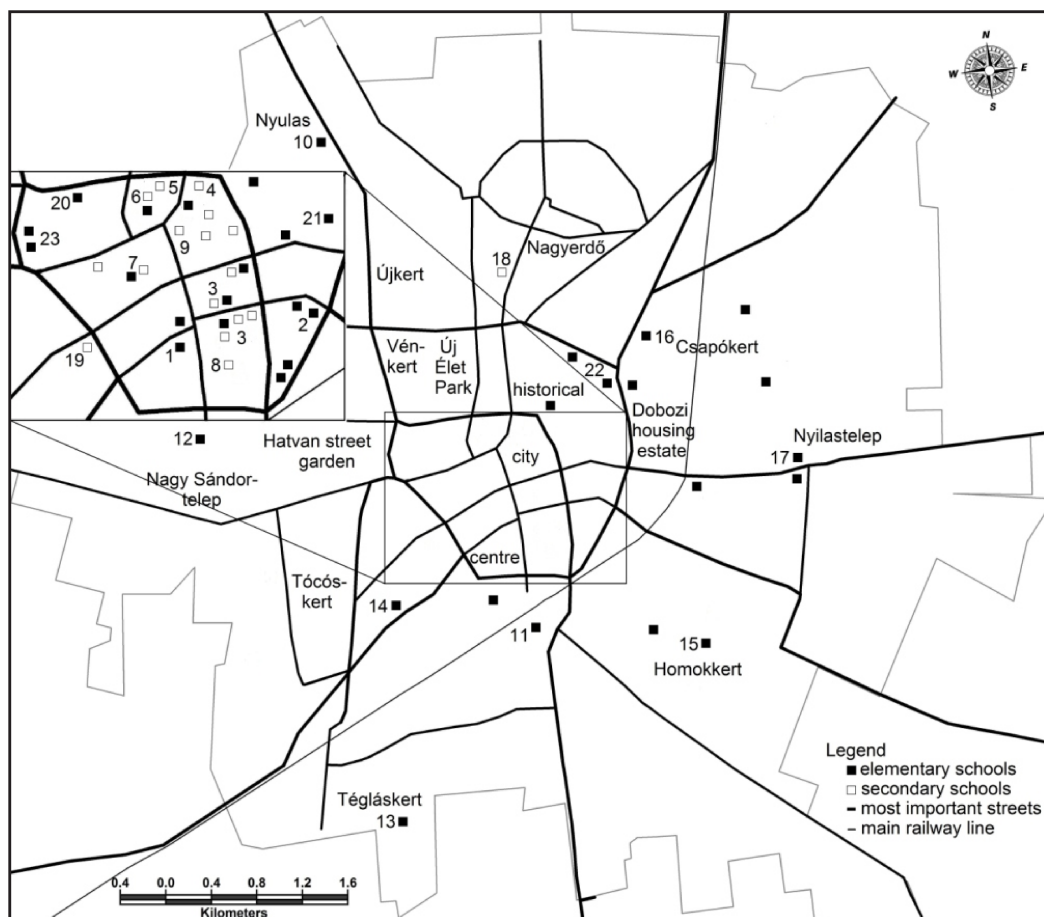 N
W E
S
Nyulas
10
5 4
6
20
21
23
9
7
3
3 2
19
1
8
Nagyerdő
18
Újkert
16
Csapókert
Vén-
kert
Új
Élet
Park
22
historical
Dobozi
housing
estate
12
Hatvan street
garden
Nyilastelep
city
17
Nagy Sándor-
telep
centre
Tócós-
kert
14
11
15
Homokkert
Legend
elementary schools
secondary schools
most important streets
main railway line
Tégláskert
13
0.4 0.0 0.4 0.8 1.2 1.6
Kilometers